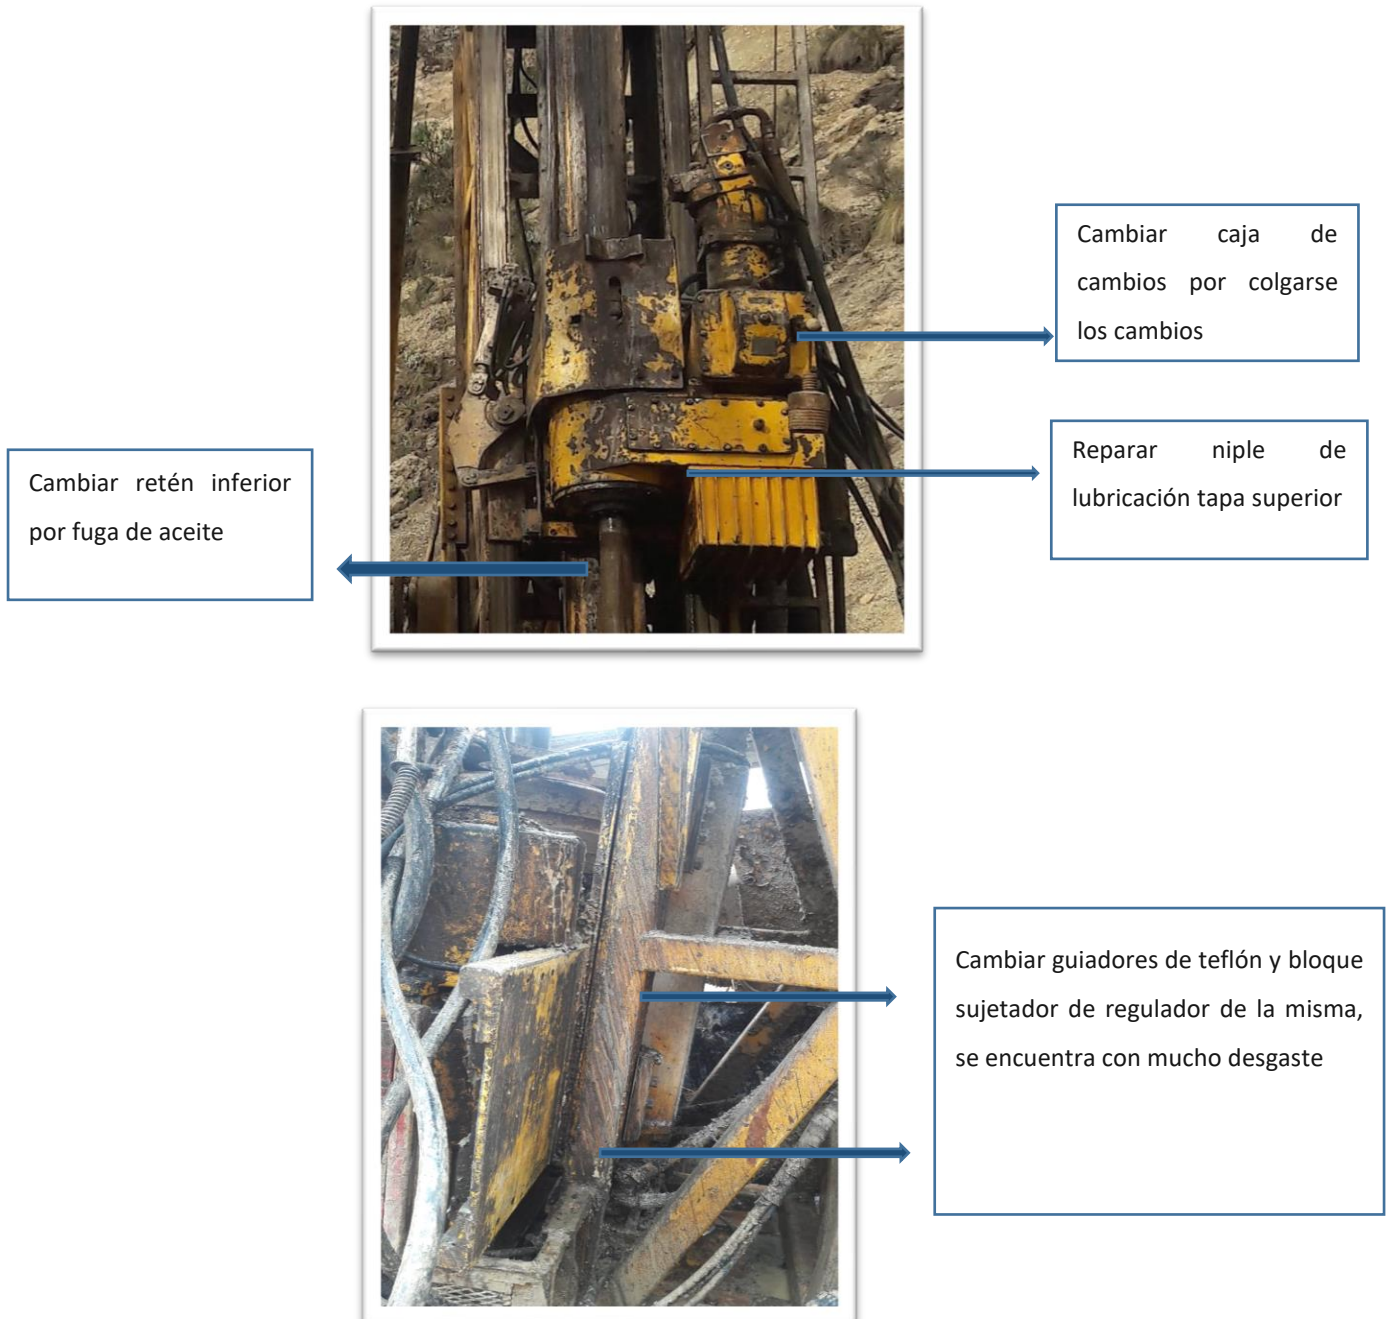 Cambiar caja de
cambios por colgarse
los cambios
Reparar niple de
lubricación tapa superior
Cambiar retén inferior
por fuga de aceite
Cambiar guiadores de teflón y bloque
sujetador de regulador de la misma,
se encuentra con mucho desgaste